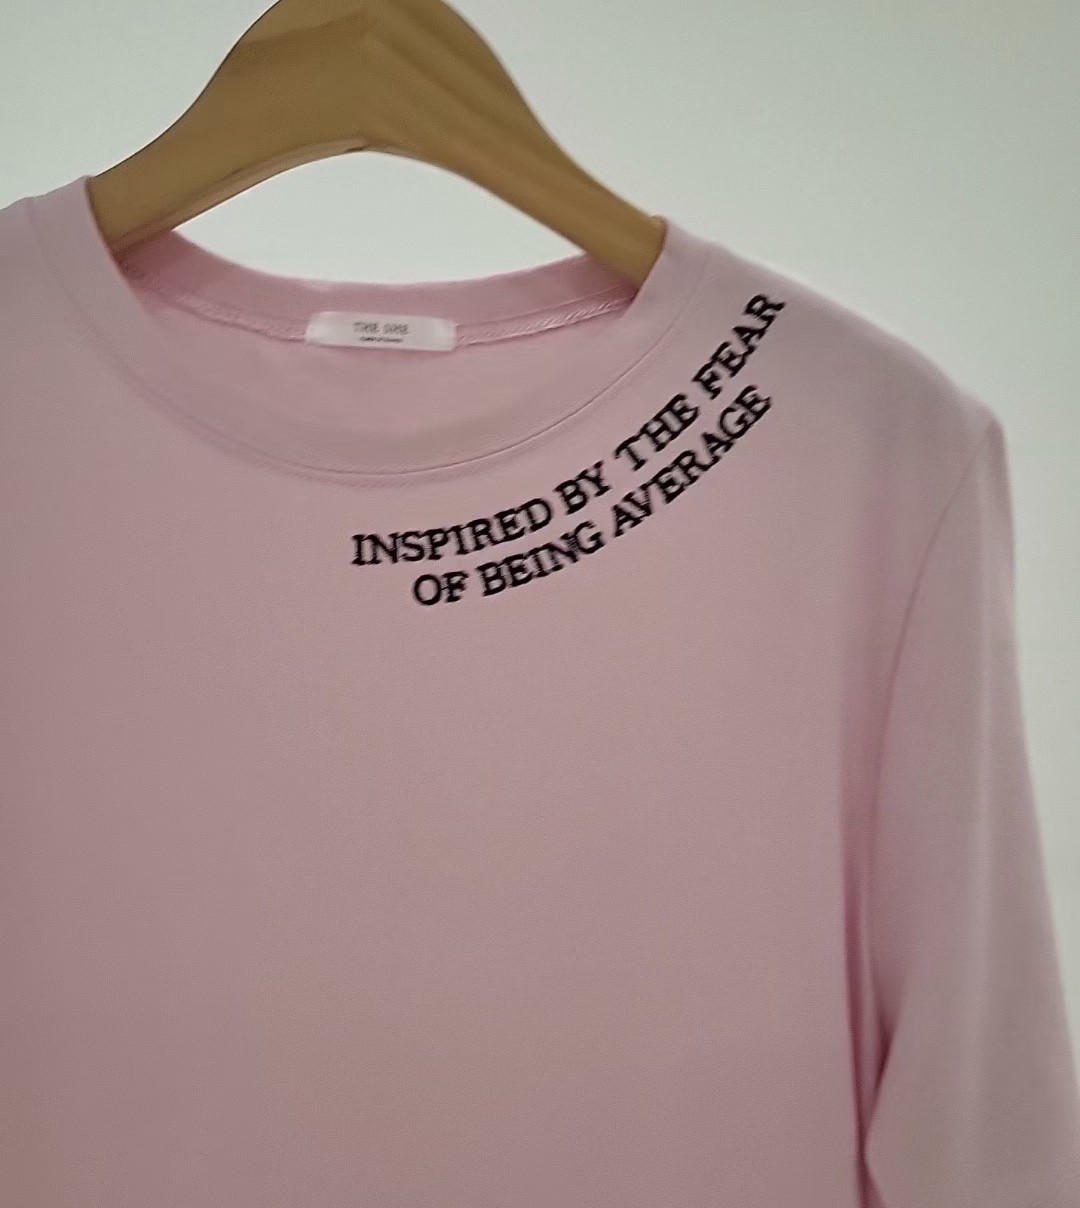 INSPIRED BY THE FEAR
OF BEING AVERAGE